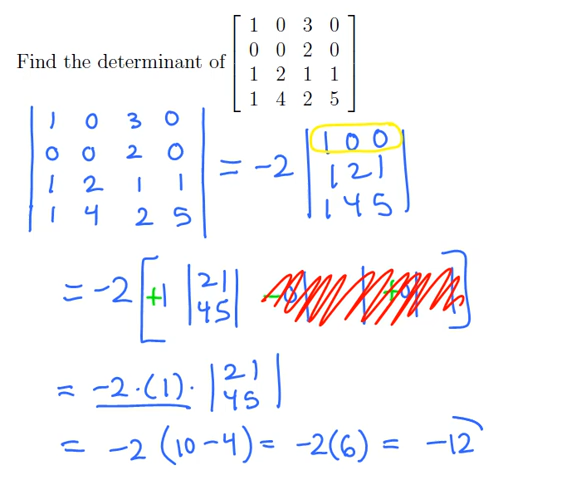 Find the determinant of [ 1 0 3 0
0 0 2 0
1 2 1 1
1 4 2 5 ]
| 1 0 3 0 |
| 0 0 2 0 |
| 1 2 1 1 |
| 1 4 2 5 |
= -2 | 1 0 0 |
| 1 2 1 |
| 1 4 5 |
= -2 [ +1 | 2 1 |
| 4 5 | ]
= -2 · (1) · | 2 1 |
| 4 5 |
= -2 (10-4) = -2(6) = -12